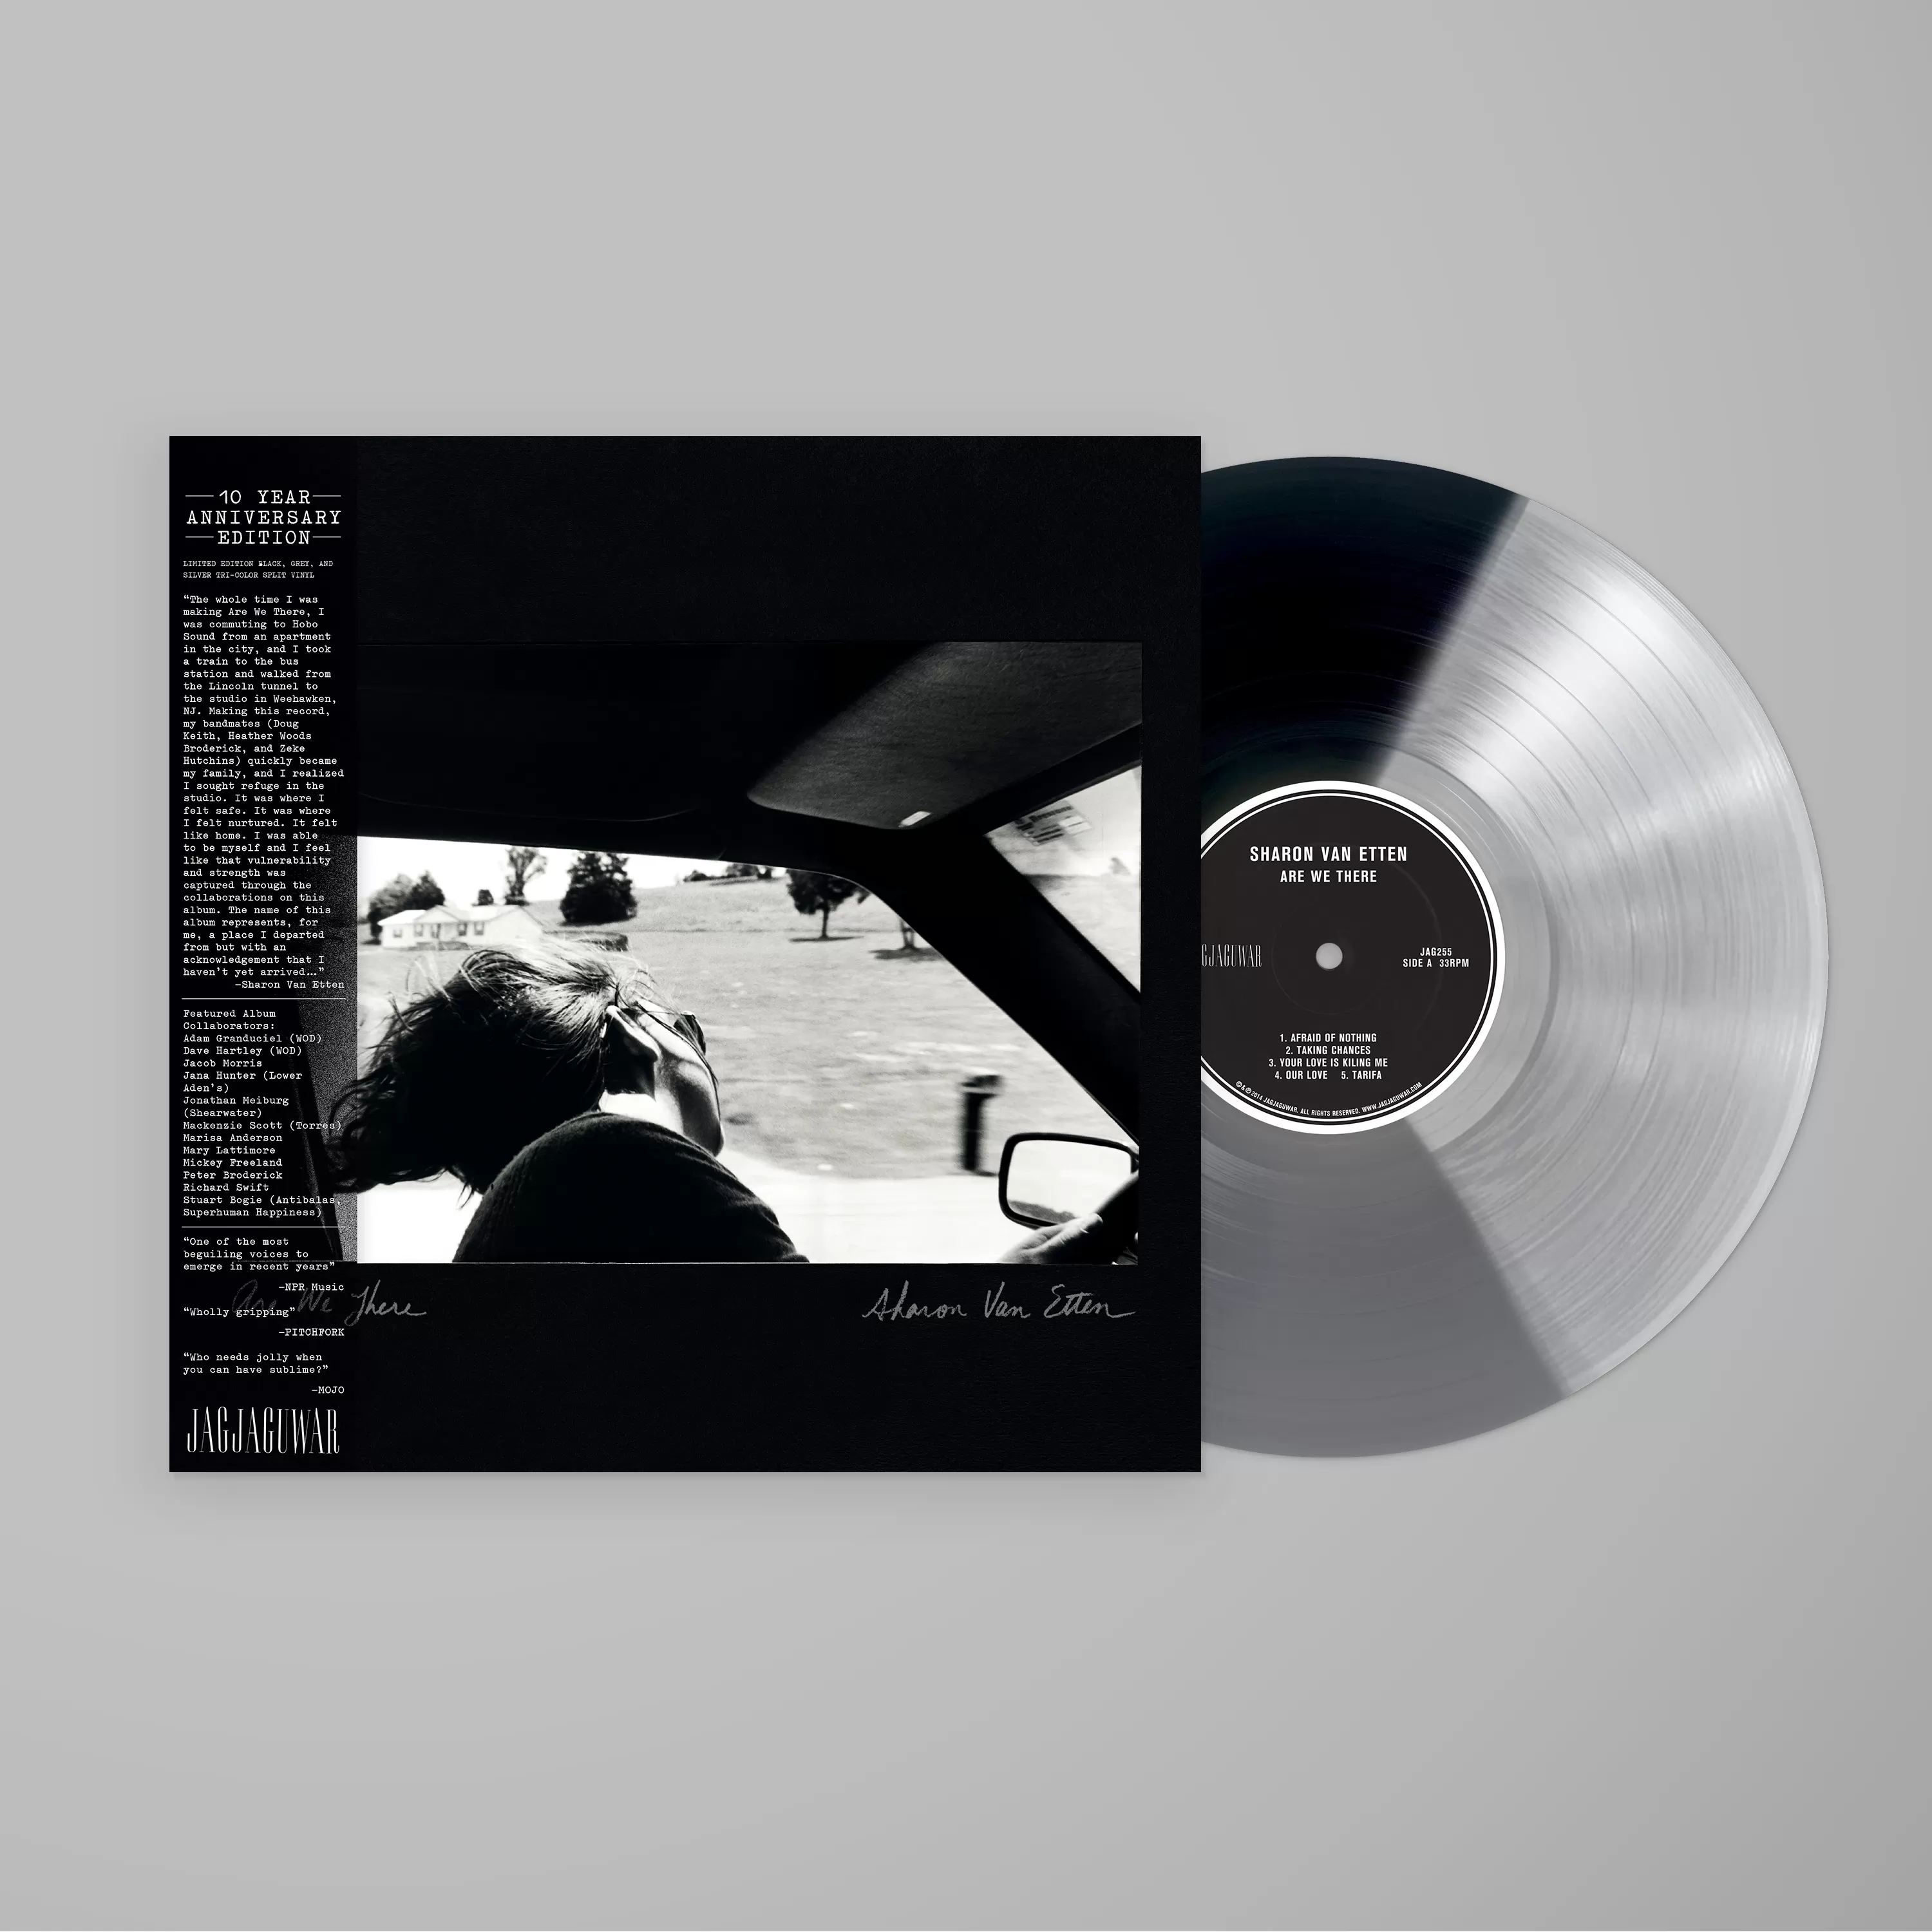 10 YEAR
ANNIVERSARY
EDITION
LIMITED EDITION BLACK, GREY, AND
SILVER TRI-COLOR SPLIT VINYL
“The whole time I was
making Are We There, I
was commuting to Hobo
Sound from an apartment
in the city, and I took
a train to the bus
station and walked from
the Lincoln tunnel to
the studio in Weehawken,
NJ. Making this record,
my bandmates (Doug
Keith, Heather Woods
Broderick, and Zeke
Hutchins) quickly became
my family, and I realized
I sought refuge in the
studio. It was where I
felt safe. It was where
I felt nurtured. It felt
like home. I was able
to be myself and I feel
like that vulnerability
and strength was
captured through the
collaborations on this
album. The name of this
album represents, for
me, a place I departed
from but with an
acknowledgement that I
haven’t yet arrived…”
—Sharon Van Etten
Featured Album
Collaborators:
Adam Granduciel (WOD)
Dave Hartley (WOD)
Jacob Morris
Jana Hunter (Lower
Aden’s)
Jonathan Meiburg
(Shearwater)
Mackenzie Scott (Torres)
Marisa Anderson
Mary Lattimore
Mickey Freeland
Peter Broderick
Richard Swift
Stuart Bogie (Antibalas,
Superhuman Happiness)
“One of the most
beguiling voices to
emerge in recent years”
—NPR Music
“Wholly gripping”
—PITCHFORK
“Who needs jolly when
you can have sublime?”
—MOJO
JAGJAGUWAR
Are We There
Sharon Van Etten
SHARON VAN ETTEN
ARE WE THERE
GJAGUWAR
JAG255
SIDE A 33RPM
1. AFRAID OF NOTHING
2. TAKING CHANCES
3. YOUR LOVE IS KILING ME
4. OUR LOVE 5. TARIFA
©&℗2014 JAGJAGUWAR. ALL RIGHTS RESERVED. WWW.JAGJAGUWAR.COM